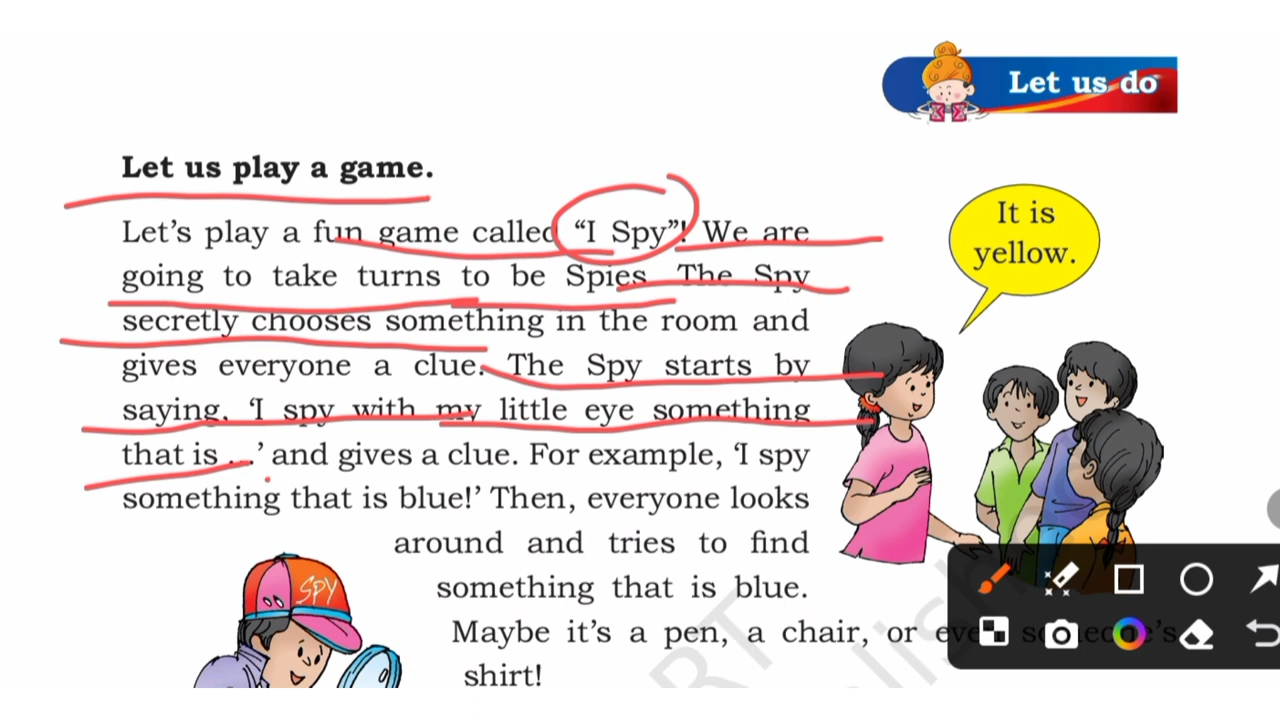 Let us do
Let us play a game.
Let's play a fun game called "I Spy"! We are
going to take turns to be Spies. The Spy
secretly chooses something in the room and
gives everyone a clue. The Spy starts by
saying, 'I spy with my little eye something
that is ...' and gives a clue. For example, 'I spy
something that is blue!' Then, everyone looks
around and tries to find
something that is blue.
Maybe it's a pen, a chair, or even someone's
shirt!
It is
yellow.
SPY